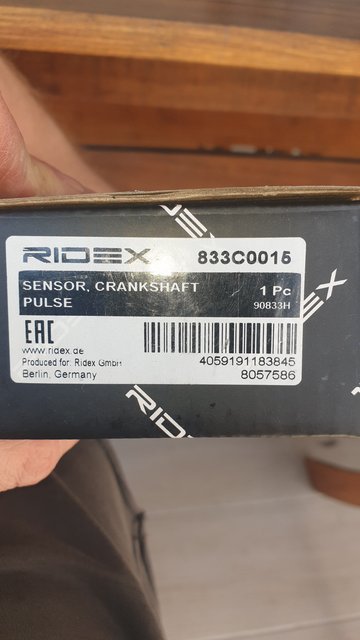 RIDEX 833C0015
SENSOR, CRANKSHAFT
PULSE
1 Pc
90833H
EAC
www.ridex.de
Produced for: Ridex GmbH
Berlin, Germany
4059191183845
8057586
RIDEX